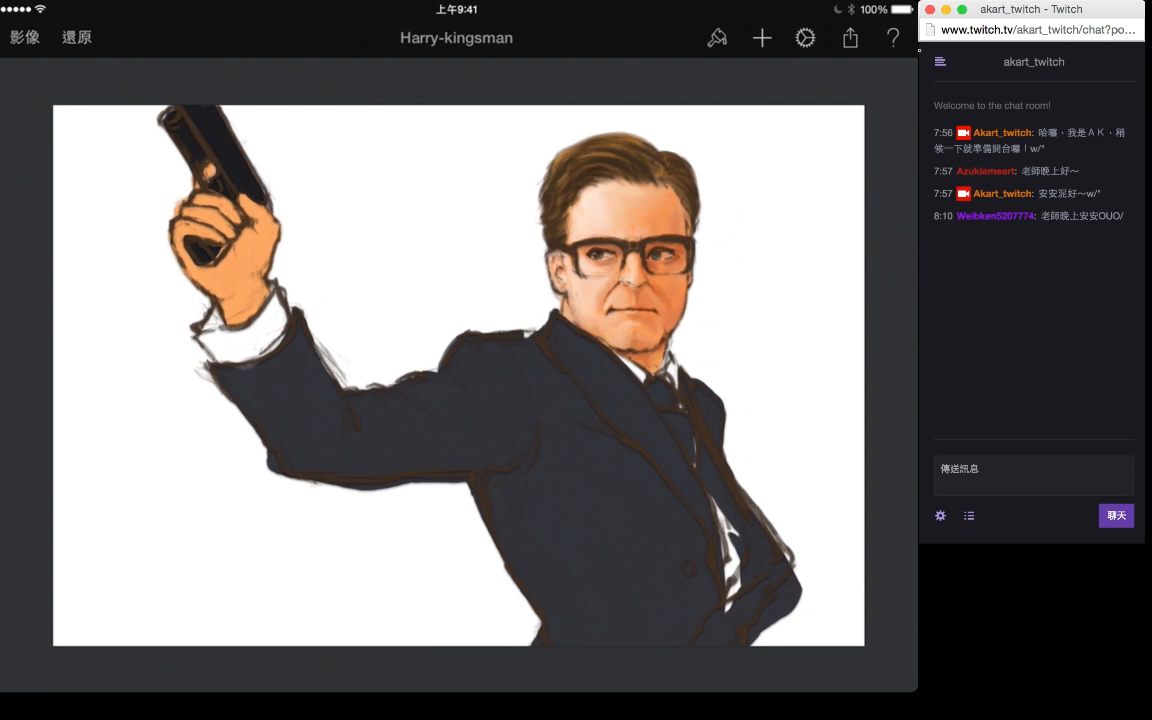 上午9:41
100%
影像 還原
Harry-kingsman
akart_twitch - Twitch
www.twitch.tv/akart_twitch/chat?po...
akart_twitch
Welcome to the chat room!
7:56 Akart_twitch: 哈囉，我是ＡＫ，稍
候一下就準備開台囉！w/"
7:57 Azukiameart: 老師晚上好～
7:57 Akart_twitch: 安安泥好～w/"
8:10 Weibken5207774: 老師晚上安安OUO/
傳送訊息
聊天